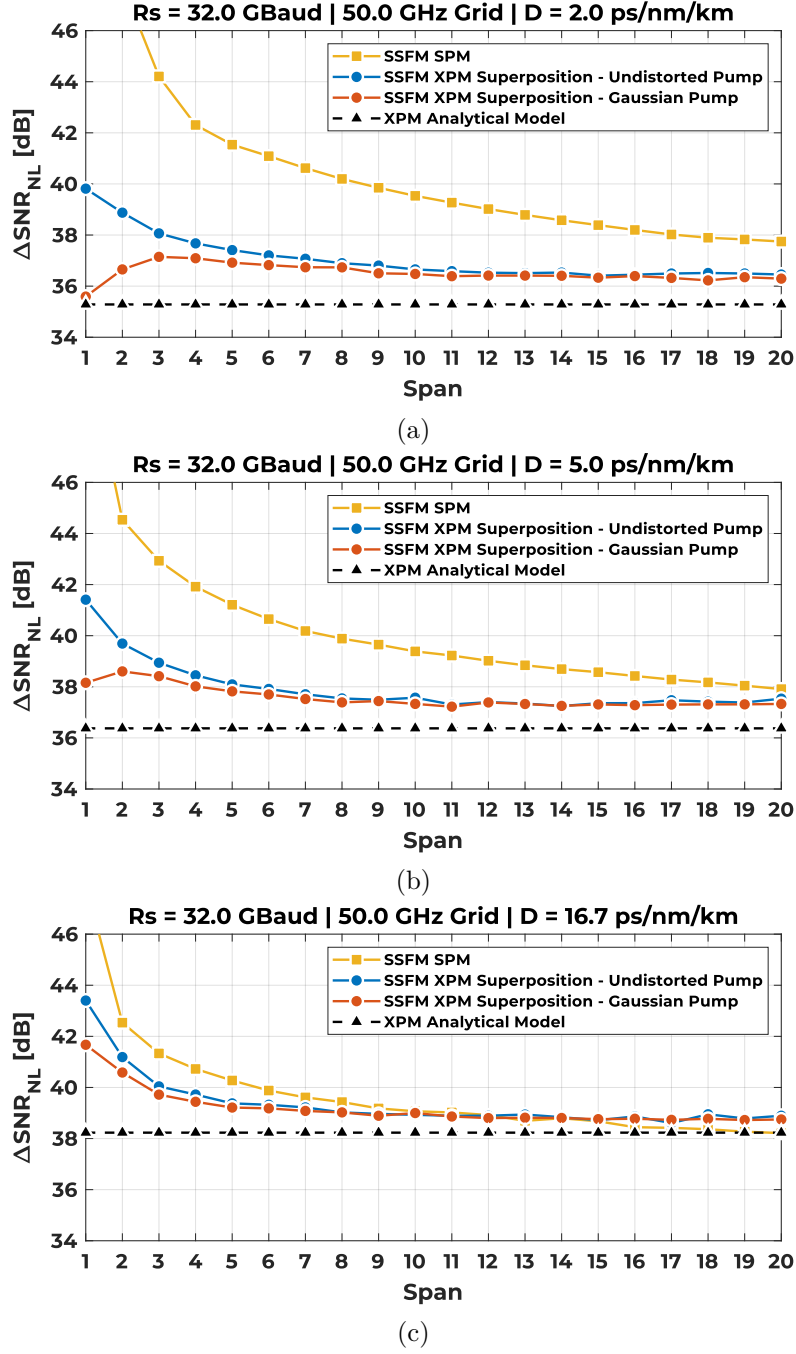 Rs = 32.0 GBaud | 50.0 GHz Grid | D = 2.0 ps/nm/km
SSFM SPM
SSFM XPM Superposition - Undistorted Pump
SSFM XPM Superposition - Gaussian Pump
XPM Analytical Model
ΔSNR_NL [dB]
46
44
42
40
38
36
34
1 2 3 4 5 6 7 8 9 10 11 12 13 14 15 16 17 18 19 20
Span
(a)
Rs = 32.0 GBaud | 50.0 GHz Grid | D = 5.0 ps/nm/km
SSFM SPM
SSFM XPM Superposition - Undistorted Pump
SSFM XPM Superposition - Gaussian Pump
XPM Analytical Model
ΔSNR_NL [dB]
46
44
42
40
38
36
34
1 2 3 4 5 6 7 8 9 10 11 12 13 14 15 16 17 18 19 20
Span
(b)
Rs = 32.0 GBaud | 50.0 GHz Grid | D = 16.7 ps/nm/km
SSFM SPM
SSFM XPM Superposition - Undistorted Pump
SSFM XPM Superposition - Gaussian Pump
XPM Analytical Model
ΔSNR_NL [dB]
46
44
42
40
38
36
34
1 2 3 4 5 6 7 8 9 10 11 12 13 14 15 16 17 18 19 20
Span
(c)